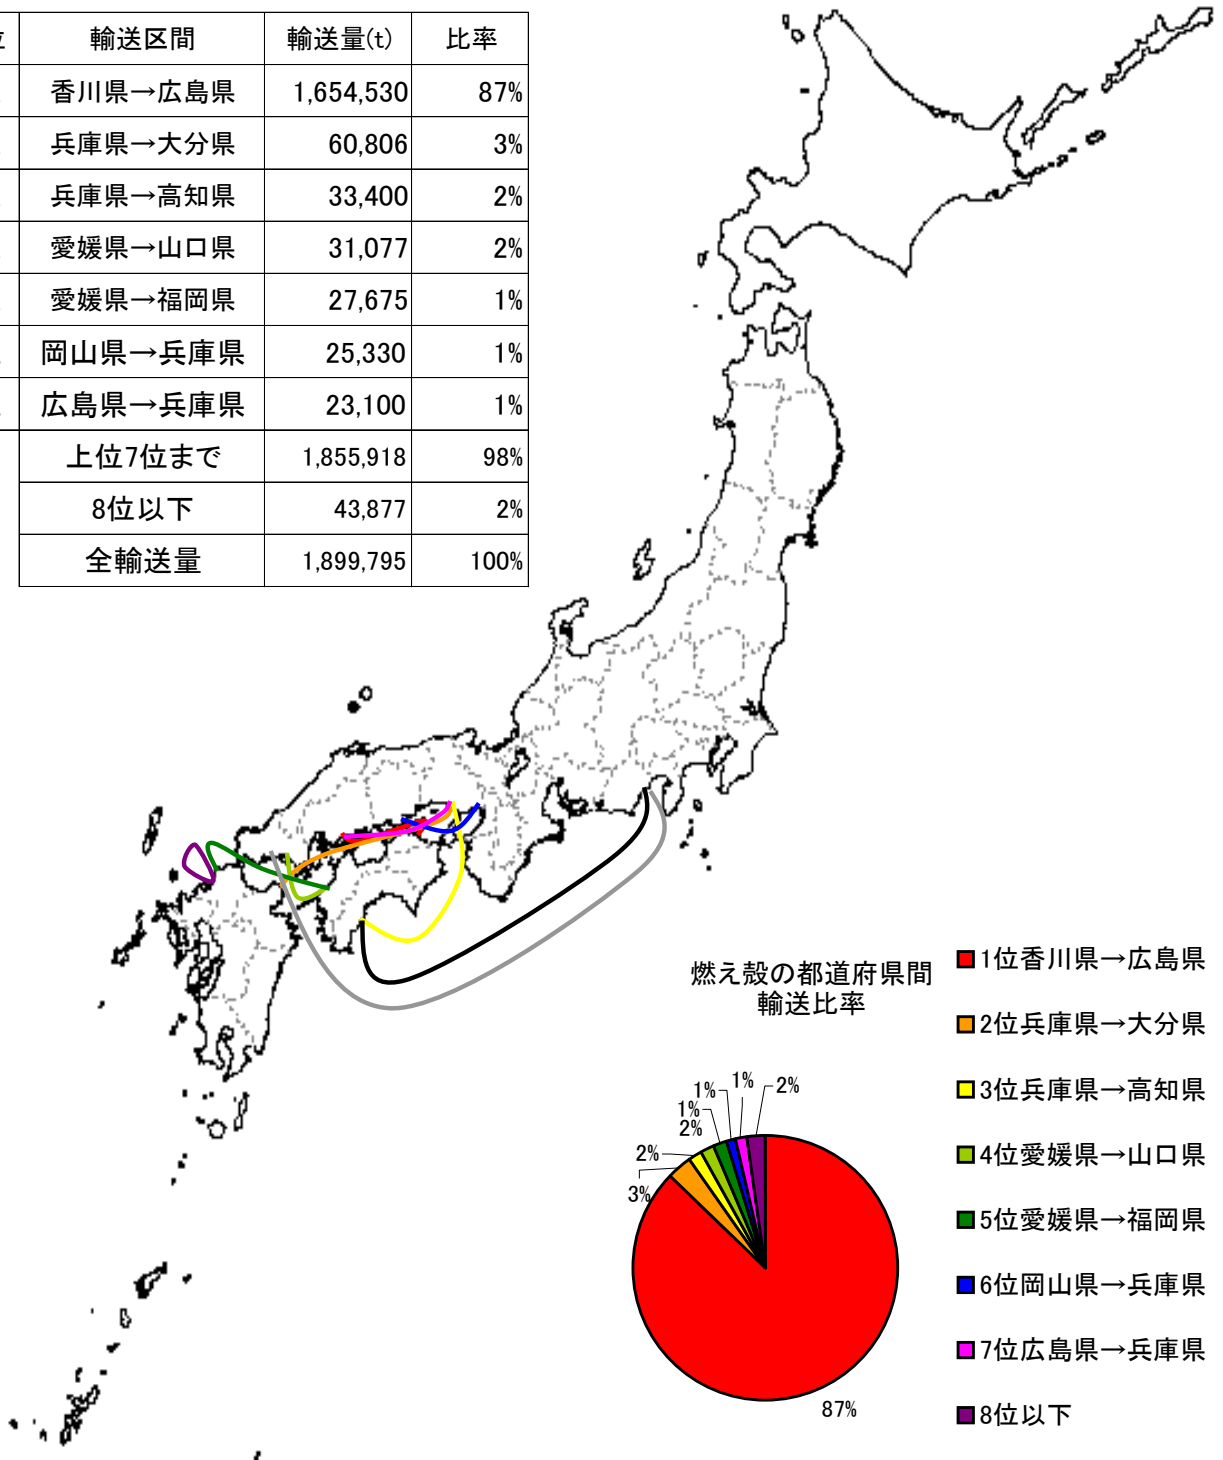 輸送区間 輸送量(t) 比率
香川県→広島県 1,654,530 87%
兵庫県→大分県 60,806 3%
兵庫県→高知県 33,400 2%
愛媛県→山口県 31,077 2%
愛媛県→福岡県 27,675 1%
岡山県→兵庫県 25,330 1%
広島県→兵庫県 23,100 1%
上位7位まで 1,855,918 98%
8位以下 43,877 2%
全輸送量 1,899,795 100%
燃え殻の都道府県間
輸送比率
1位香川県→広島県
2位兵庫県→大分県
3位兵庫県→高知県
4位愛媛県→山口県
5位愛媛県→福岡県
6位岡山県→兵庫県
7位広島県→兵庫県
8位以下
1%
1%
2%
1%
2%
2%
3%
87%